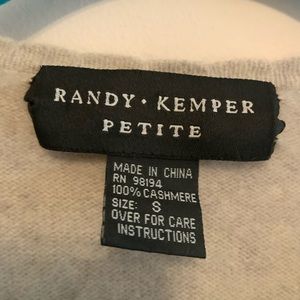 RANDY • KEMPER
PETITE
MADE IN CHINA
RN 98194
100% CASHMERE
SIZE: S
OVER FOR CARE
INSTRUCTIONS